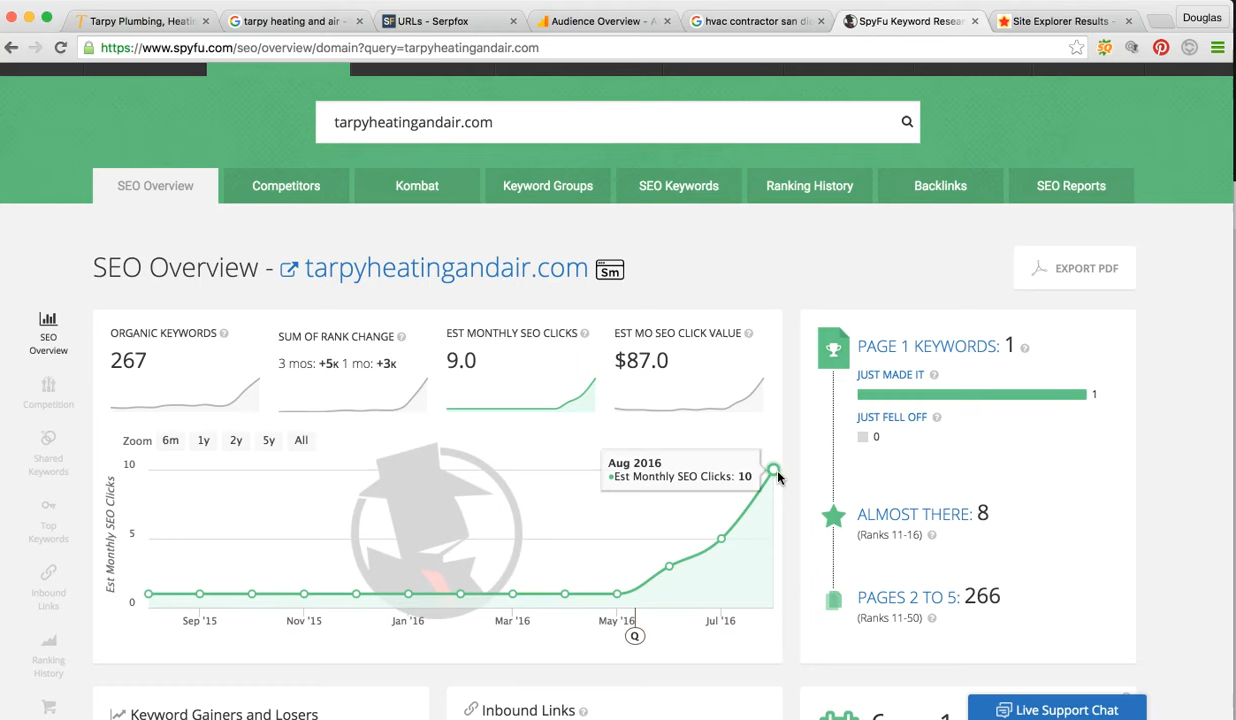 Tarpy Plumbing, Heatin
tarpy heating and air -
URLs - Serpfox
Audience Overview - A
hvac contractor san di
SpyFu Keyword Resear
Site Explorer Results -
Douglas
https://www.spyfu.com/seo/overview/domain?query=tarpyheatingandair.com
tarpyheatingandair.com
SEO Overview
Competitors
Kombat
Keyword Groups
SEO Keywords
Ranking History
Backlinks
SEO Reports
SEO Overview - tarpyheatingandair.com Sm
EXPORT PDF
SEO
Overview
Competition
Shared
Keywords
Top
Keywords
Inbound
Links
Ranking
History
ORGANIC KEYWORDS
267
SUM OF RANK CHANGE
3 mos: +5K 1 mo: +3K
EST MONTHLY SEO CLICKS
9.0
EST MO SEO CLICK VALUE
$87.0
Zoom 6m 1y 2y 5y All
Est Monthly SEO Clicks
10
5
0
Aug 2016
Est Monthly SEO Clicks: 10
Sep '15 Nov '15 Jan '16 Mar '16 May '16 Jul '16
Q
PAGE 1 KEYWORDS: 1
JUST MADE IT
1
JUST FELL OFF
0
ALMOST THERE: 8
(Ranks 11-16)
PAGES 2 TO 5: 266
(Ranks 11-50)
Keyword Gainers and Losers
Inbound Links
Live Support Chat